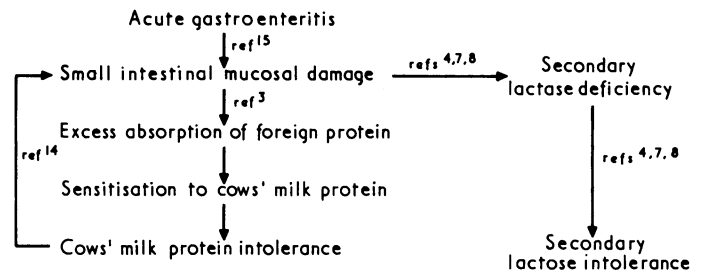 Acute gastroenteritis
ref 15
Small intestinal mucosal damage
refs 4,7,8
Secondary
lactase deficiency
ref 3
Excess absorption of foreign protein
ref 14
refs 4,7,8
Sensitisation to cows' milk protein
Cows' milk protein intolerance
Secondary
lactose intolerance